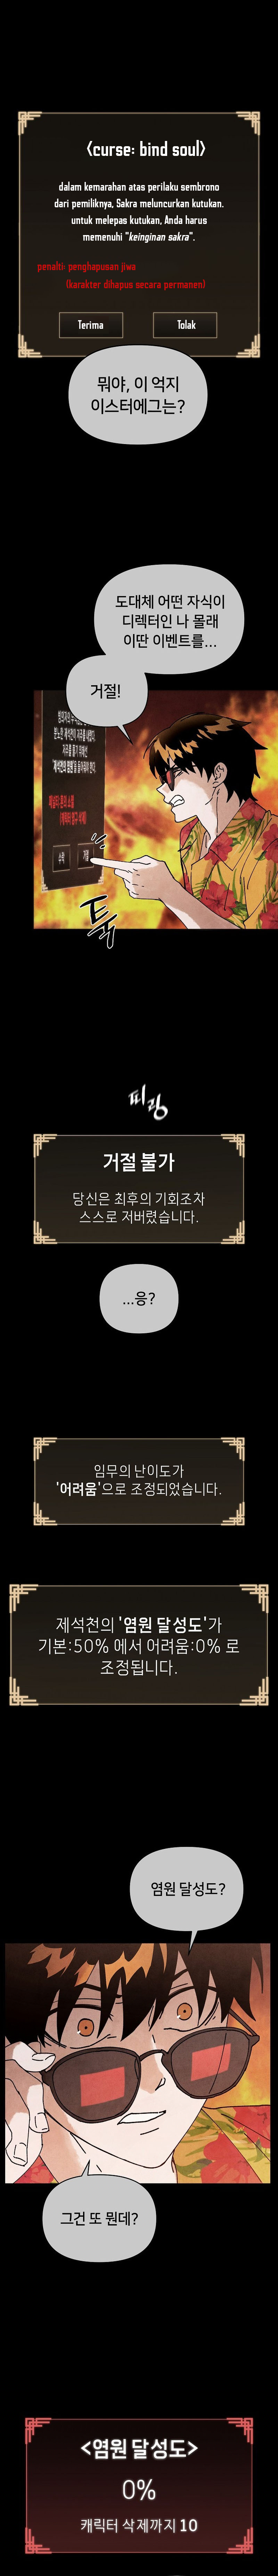 <curse: bind soul>
dalam kemarahan atas perilaku sembrono
dari pemiliknya, Sakra meluncurkan kutukan.
untuk melepas kutukan, Anda harus
memenuhi "keinginan sakra".
penalti: penghapusan jiwa
(karakter dihapus secara permanen)
Terima
Tolak
뭐야, 이 억지
이스터에그는?
도대체 어떤 자식이
디렉터인 나 몰래
이딴 이벤트를...
거절!
툭
띠링
거절 불가
당신은 최후의 기회조차
스스로 저버렸습니다.
...응?
임무의 난이도가
'어려움'으로 조정되었습니다.
제석천의 '염원 달성도'가
기본:50% 에서 어려움:0% 로
조정됩니다.
염원 달성도?
그건 또 뭔데?
<염원 달성도>
0%
캐릭터 삭제까지 10